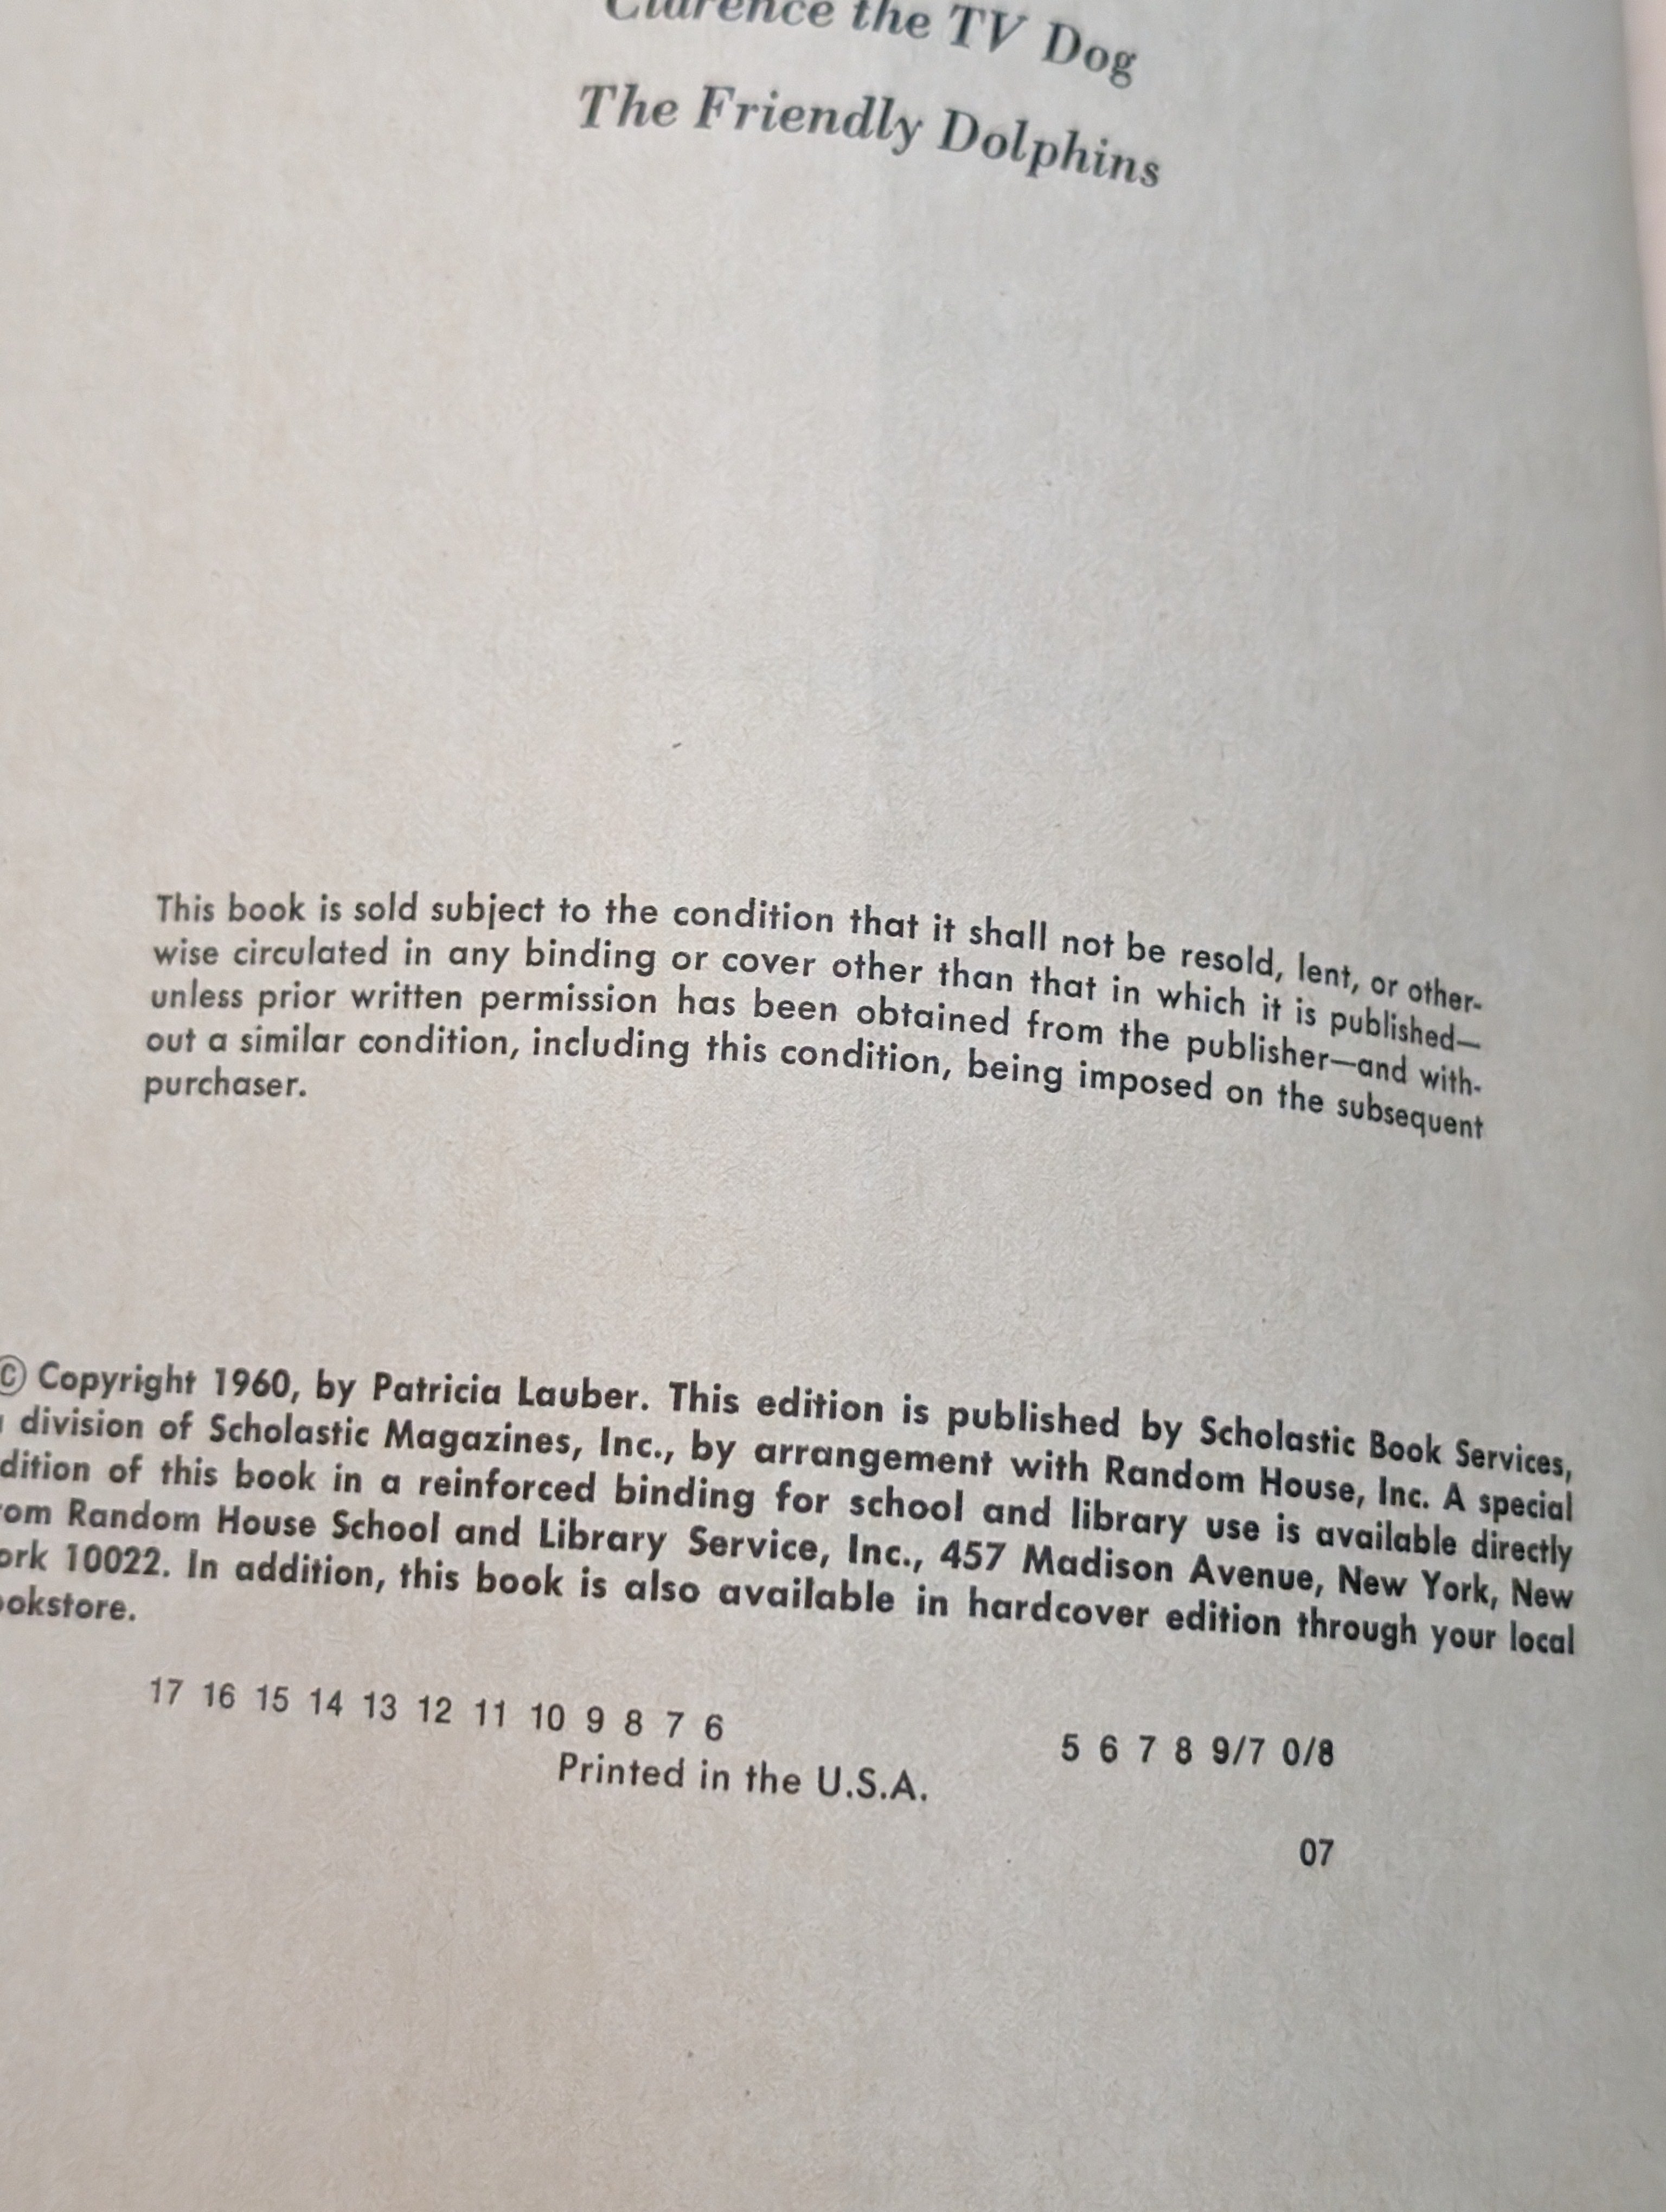 Clarence the TV Dog
The Friendly Dolphins
This book is sold subject to the condition that it shall not be resold, lent, or other-
wise circulated in any binding or cover other than that in which it is published—
unless prior written permission has been obtained from the publisher—and with-
out a similar condition, including this condition, being imposed on the subsequent
purchaser.
© Copyright 1960, by Patricia Lauber. This edition is published by Scholastic Book Services,
division of Scholastic Magazines, Inc., by arrangement with Random House, Inc. A special
dition of this book in a reinforced binding for school and library use is available directly
rom Random House School and Library Service, Inc., 457 Madison Avenue, New York, New
ork 10022. In addition, this book is also available in hardcover edition through your local
okstore.
17 16 15 14 13 12 11 10 9 8 7 6
5 6 7 8 9/7 0/8
Printed in the U.S.A.
07